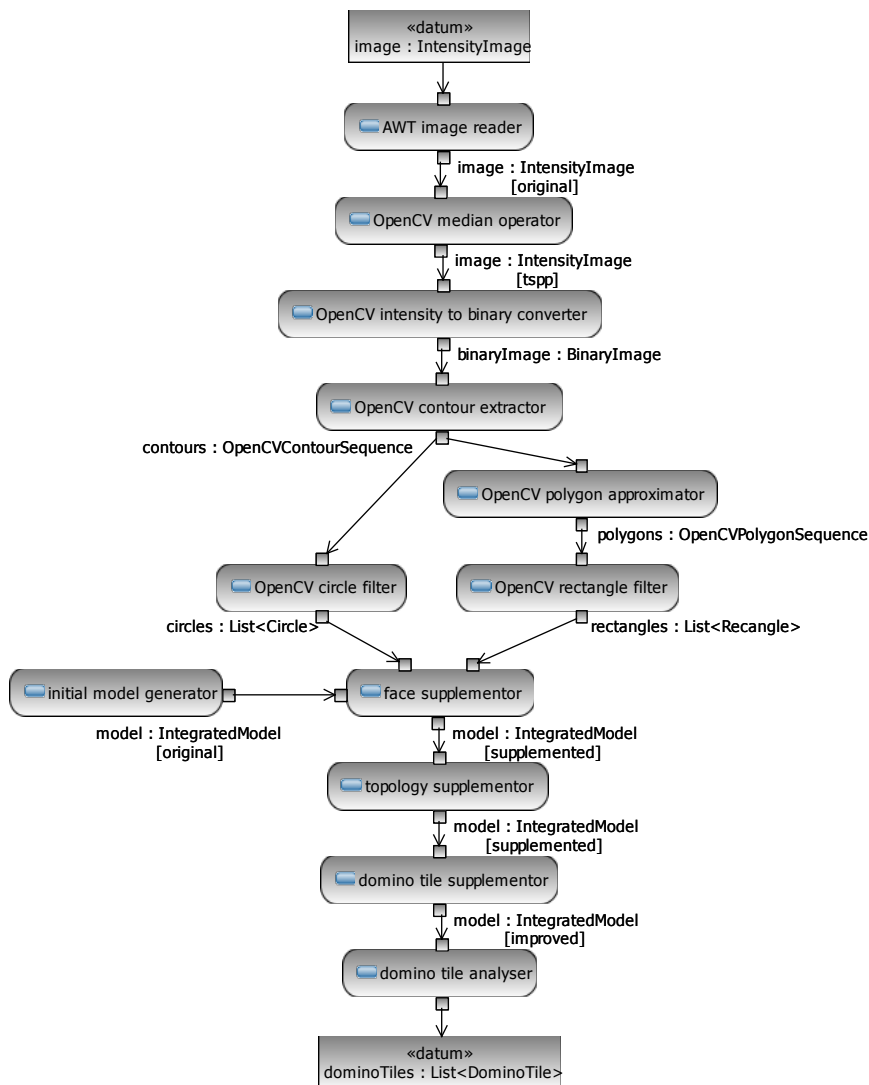 «datum»
image : IntensityImage
AWT image reader
image : IntensityImage
[original]
OpenCV median operator
image : IntensityImage
[tspp]
OpenCV intensity to binary converter
binaryImage : BinaryImage
OpenCV contour extractor
contours : OpenCVContourSequence
OpenCV polygon approximator
polygons : OpenCVPolygonSequence
OpenCV circle filter
OpenCV rectangle filter
circles : List<Circle>
rectangles : List<Recangle>
initial model generator
face supplementor
model : IntegratedModel
[original]
model : IntegratedModel
[supplemented]
topology supplementor
model : IntegratedModel
[supplemented]
domino tile supplementor
model : IntegratedModel
[improved]
domino tile analyser
«datum»
dominoTiles : List<DominoTile>